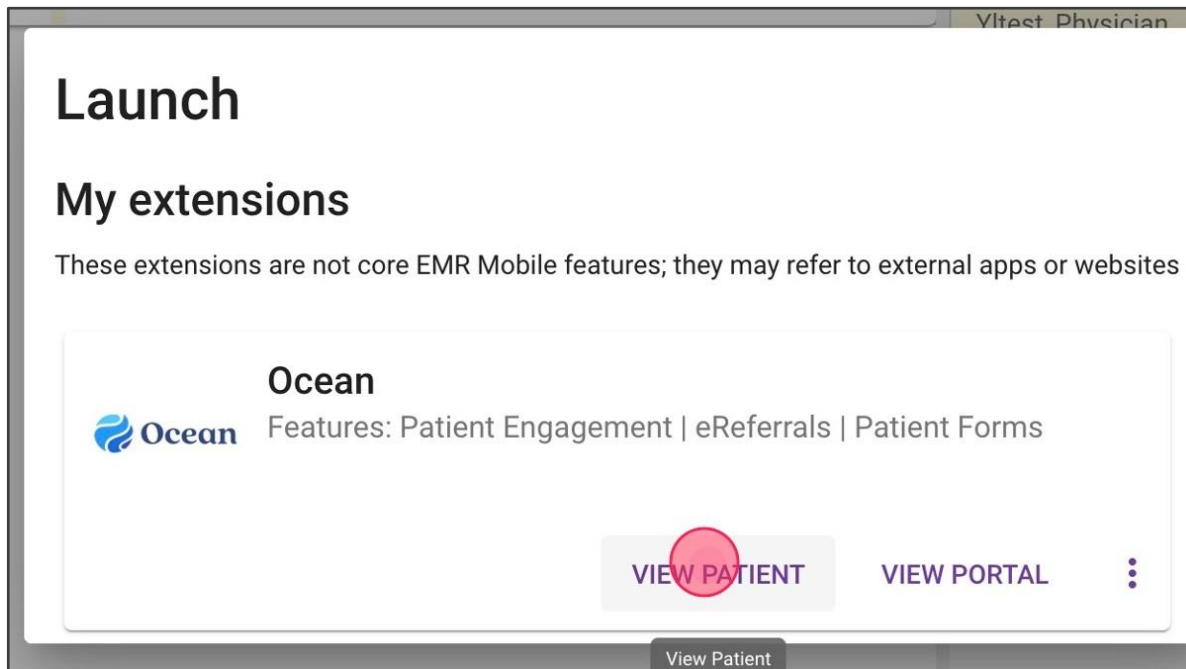 Yltest, Physician
Launch
My extensions
These extensions are not core EMR Mobile features; they may refer to external apps or websites
Ocean
Ocean
Features: Patient Engagement | eReferrals | Patient Forms
VIEW PATIENT
VIEW PORTAL
View Patient